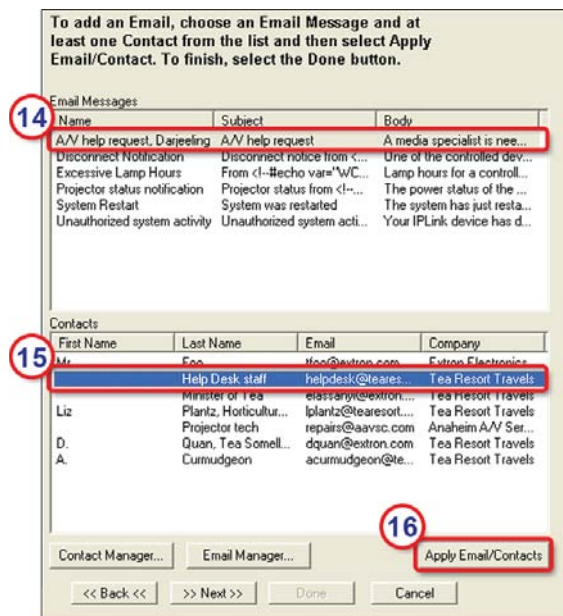 To add an Email, choose an Email Message and at
least one Contact from the list and then select Apply
Email/Contact. To finish, select the Done button.
Email Messages
14
Name Subject Body
A/V help request, Darjeeling A/V help request A media specialist is nee...
Disconnect Notification Disconnect notice from <... One of the controlled dev...
Excessive Lamp Hours From <!--#echo var="WC... Lamp hours for a controll...
Projector status notification Projector status from <!--... The power status of the ...
System Restart System was restarted The system has just resta...
Unauthorized system activity Unauthorized system acti... Your IPLink device has d...
Contacts
First Name Last Name Email Company
15
Mr. Foo tfoo@extron.com Extron Electronics
Help Desk staff helpdesk@teares... Tea Resort Travels
Minister of Tea elassanyi@extron.... Tea Resort Travels
Liz Plantz, Horticultur... lplantz@tearesort.... Tea Resort Travels
Projector tech repairs@aavsc.com Anaheim A/V Ser...
D. Quan, Tea Somell... dquan@extron.com Tea Resort Travels
A. Curmudgeon acurmudgeon@te... Tea Resort Travels
16
Contact Manager... Email Manager... Apply Email/Contacts
<< Back << >> Next >> Done Cancel